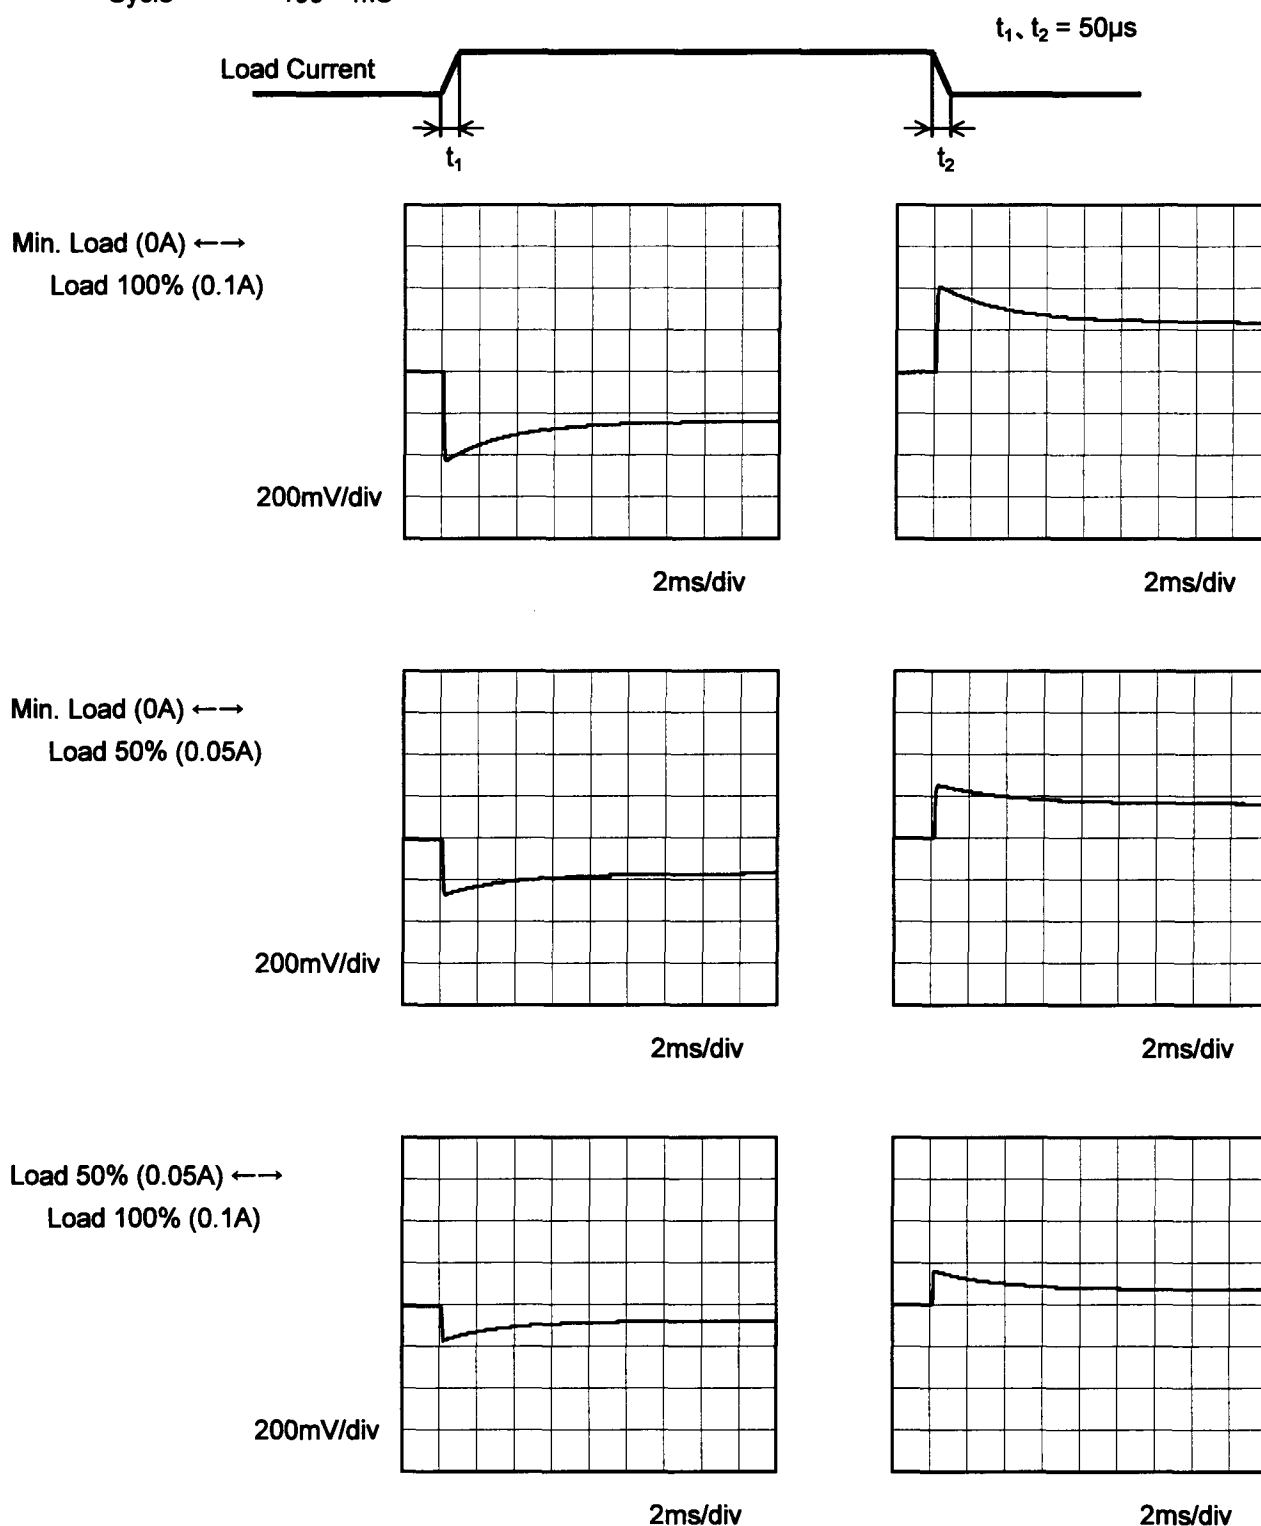 t₁、t₂ = 50µs
Load Current
t₁
t₂
Min. Load (0A) ←→
Load 100% (0.1A)
200mV/div
2ms/div
2ms/div
Min. Load (0A) ←→
Load 50% (0.05A)
200mV/div
2ms/div
2ms/div
Load 50% (0.05A) ←→
Load 100% (0.1A)
200mV/div
2ms/div
2ms/div